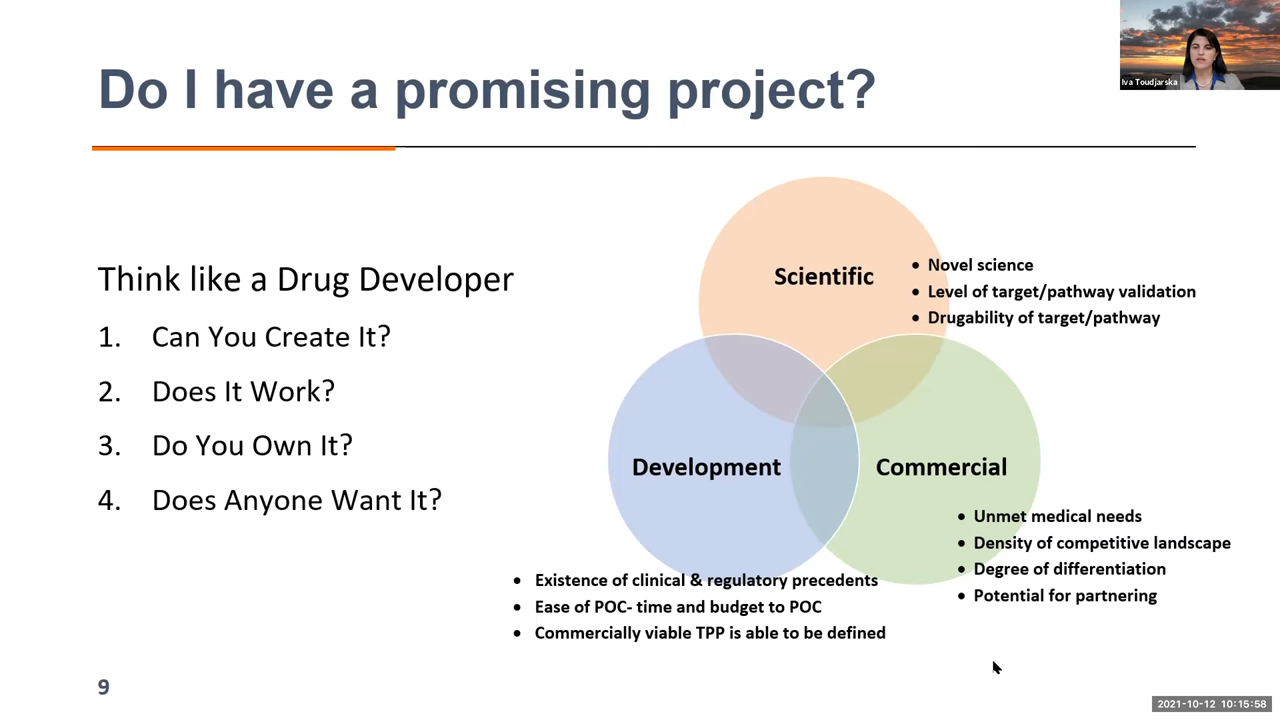 Do I have a promising project?
Iva Toudjarska
Think like a Drug Developer
1. Can You Create It?
2. Does It Work?
3. Do You Own It?
4. Does Anyone Want It?
Scientific
• Novel science
• Level of target/pathway validation
• Drugability of target/pathway
Development
• Existence of clinical & regulatory precedents
• Ease of POC- time and budget to POC
• Commercially viable TPP is able to be defined
Commercial
• Unmet medical needs
• Density of competitive landscape
• Degree of differentiation
• Potential for partnering
9
2021-10-12 10:15:58